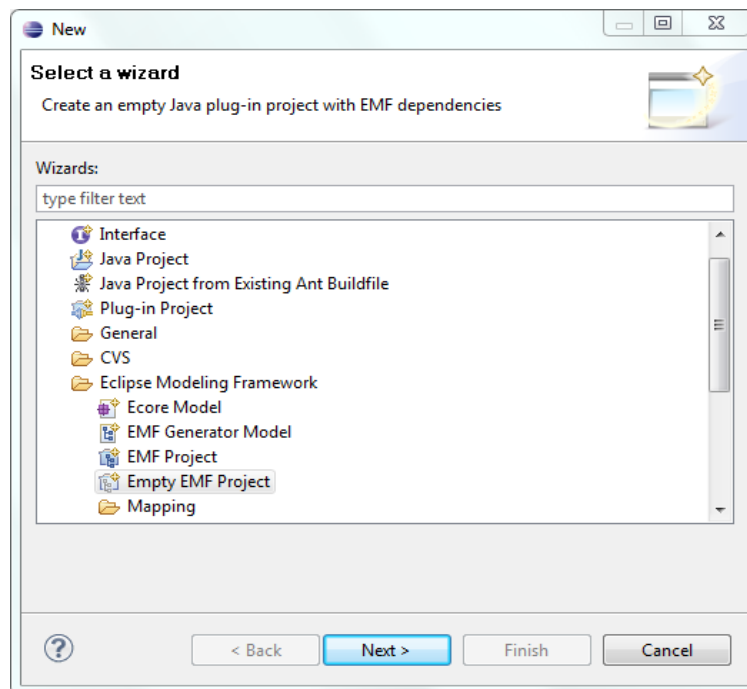 New
Select a wizard
Create an empty Java plug-in project with EMF dependencies
Wizards:
type filter text
Interface
Java Project
Java Project from Existing Ant Buildfile
Plug-in Project
General
CVS
Eclipse Modeling Framework
Ecore Model
EMF Generator Model
EMF Project
Empty EMF Project
Mapping
< Back Next > Finish Cancel